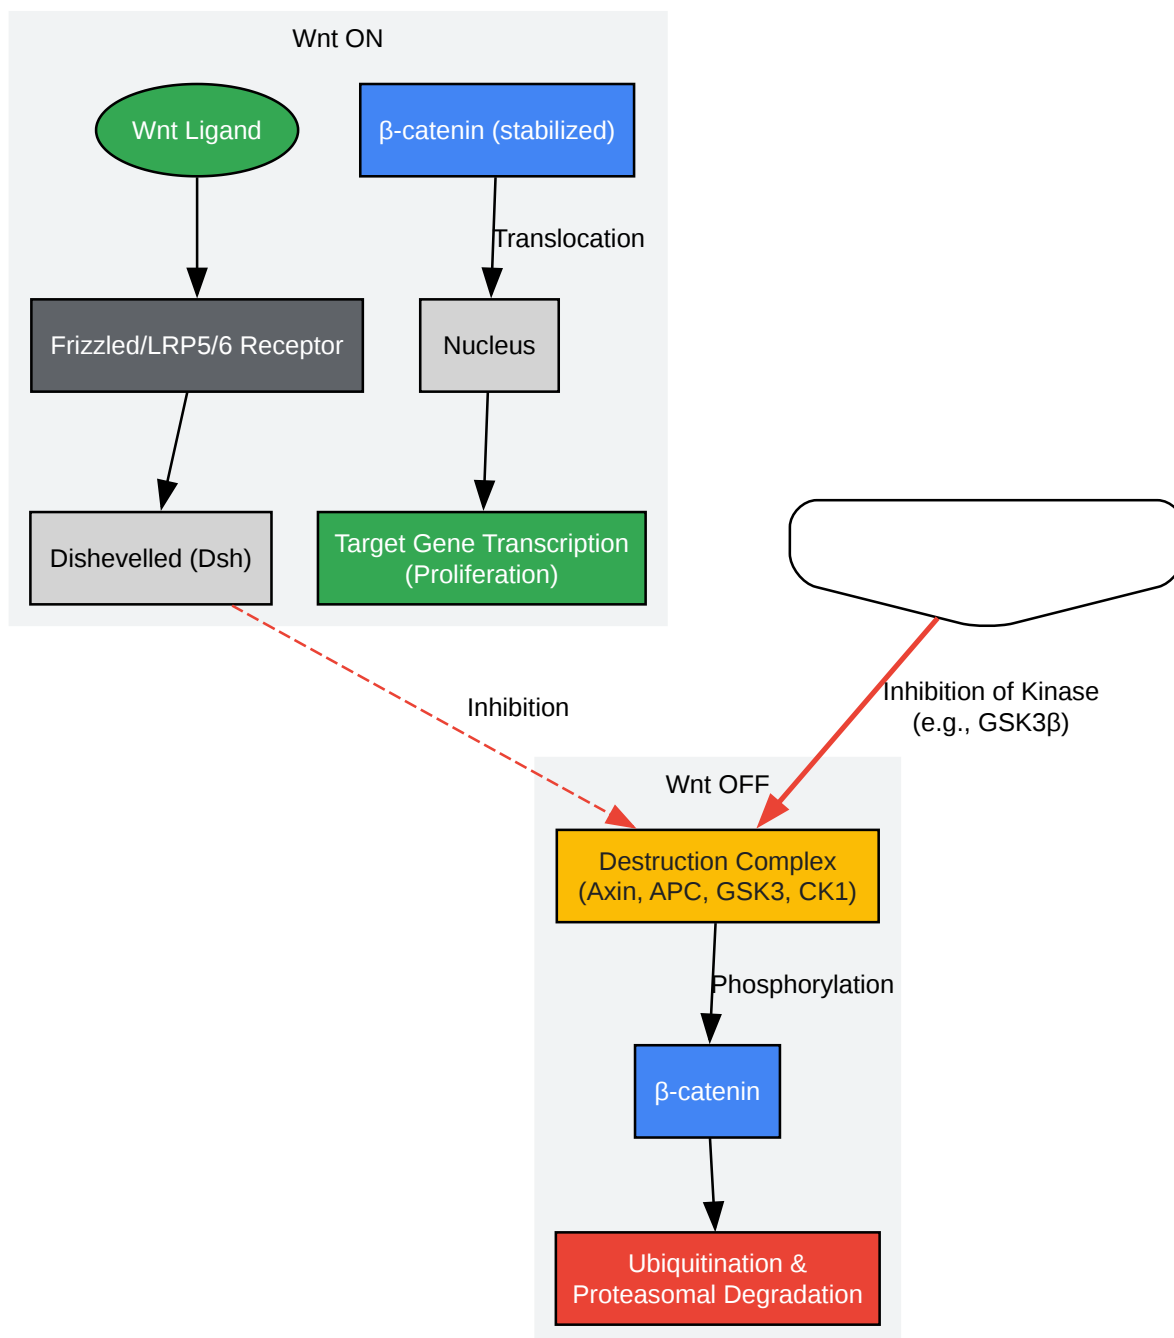 Wnt ON
Wnt Ligand
β-catenin (stabilized)
Translocation
Frizzled/LRP5/6 Receptor
Nucleus
Dishevelled (Dsh)
Target Gene Transcription
(Proliferation)
Inhibition
Inhibition of Kinase
(e.g., GSK3β)
Wnt OFF
Destruction Complex
(Axin, APC, GSK3, CK1)
Phosphorylation
β-catenin
Ubiquitination &
Proteasomal Degradation